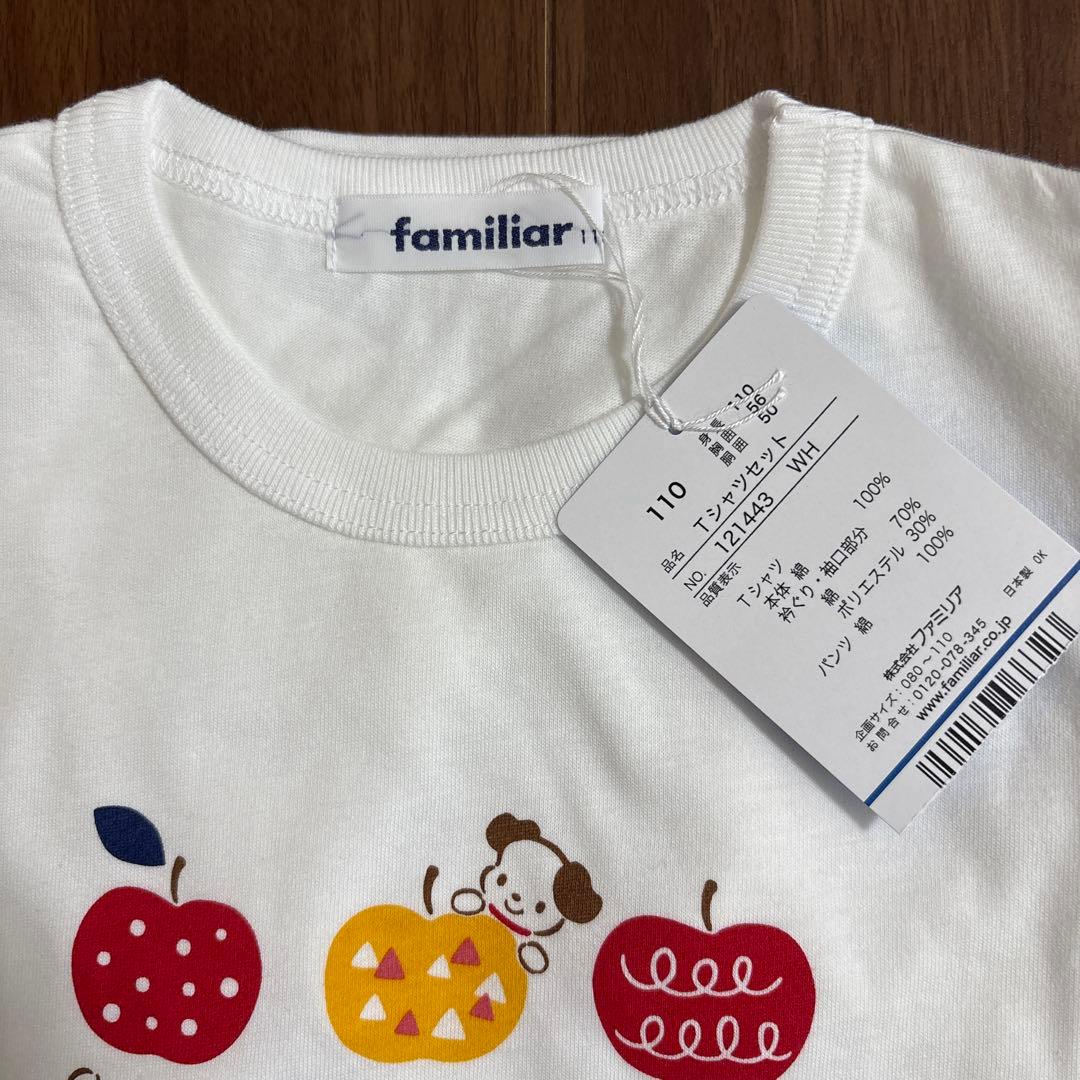 familiar
110
身長 110
胸囲 56
胴囲 50
品名 Tシャツセット
NO. 121443 WH
品質表示
Tシャツ
本体 綿 100%
衿ぐり・袖口部分
綿 70%
ポリエステル 30%
パンツ 綿 100%
株式会社ファミリア
企画サイズ：080～110
お問合せ：0120-078-345
www.familiar.co.jp
日本製 OK